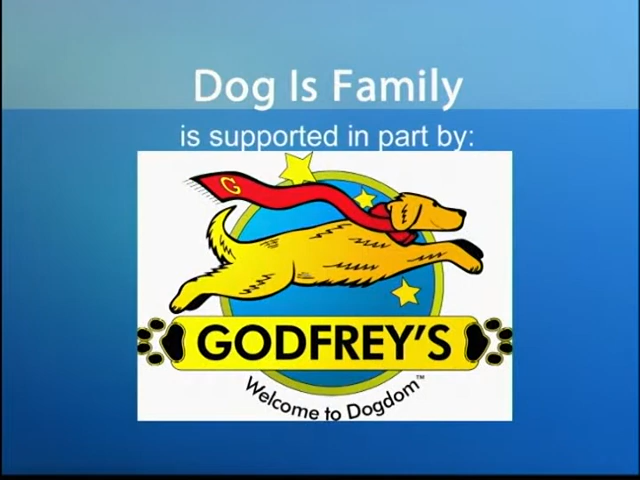 Dog Is Family
is supported in part by:
G
GODFREY'S
Welcome to Dogdom™